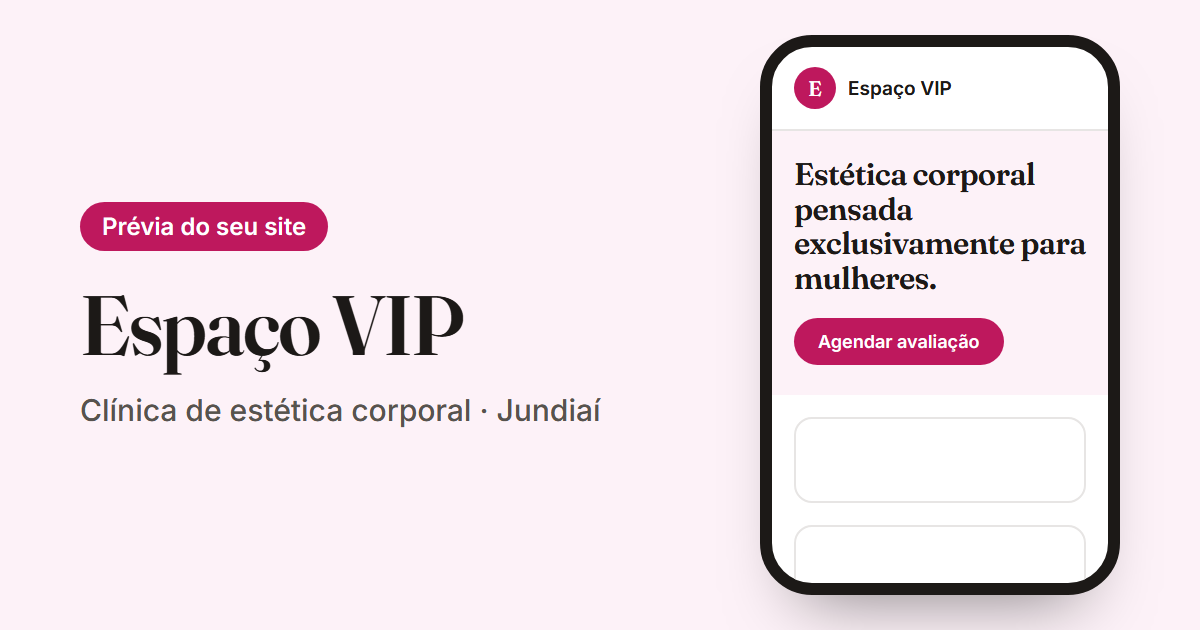 Prévia do seu site
Espaço VIP
Clínica de estética corporal · Jundiaí
E
Espaço VIP
Estética corporal
pensada
exclusivamente para
mulheres.
Agendar avaliação